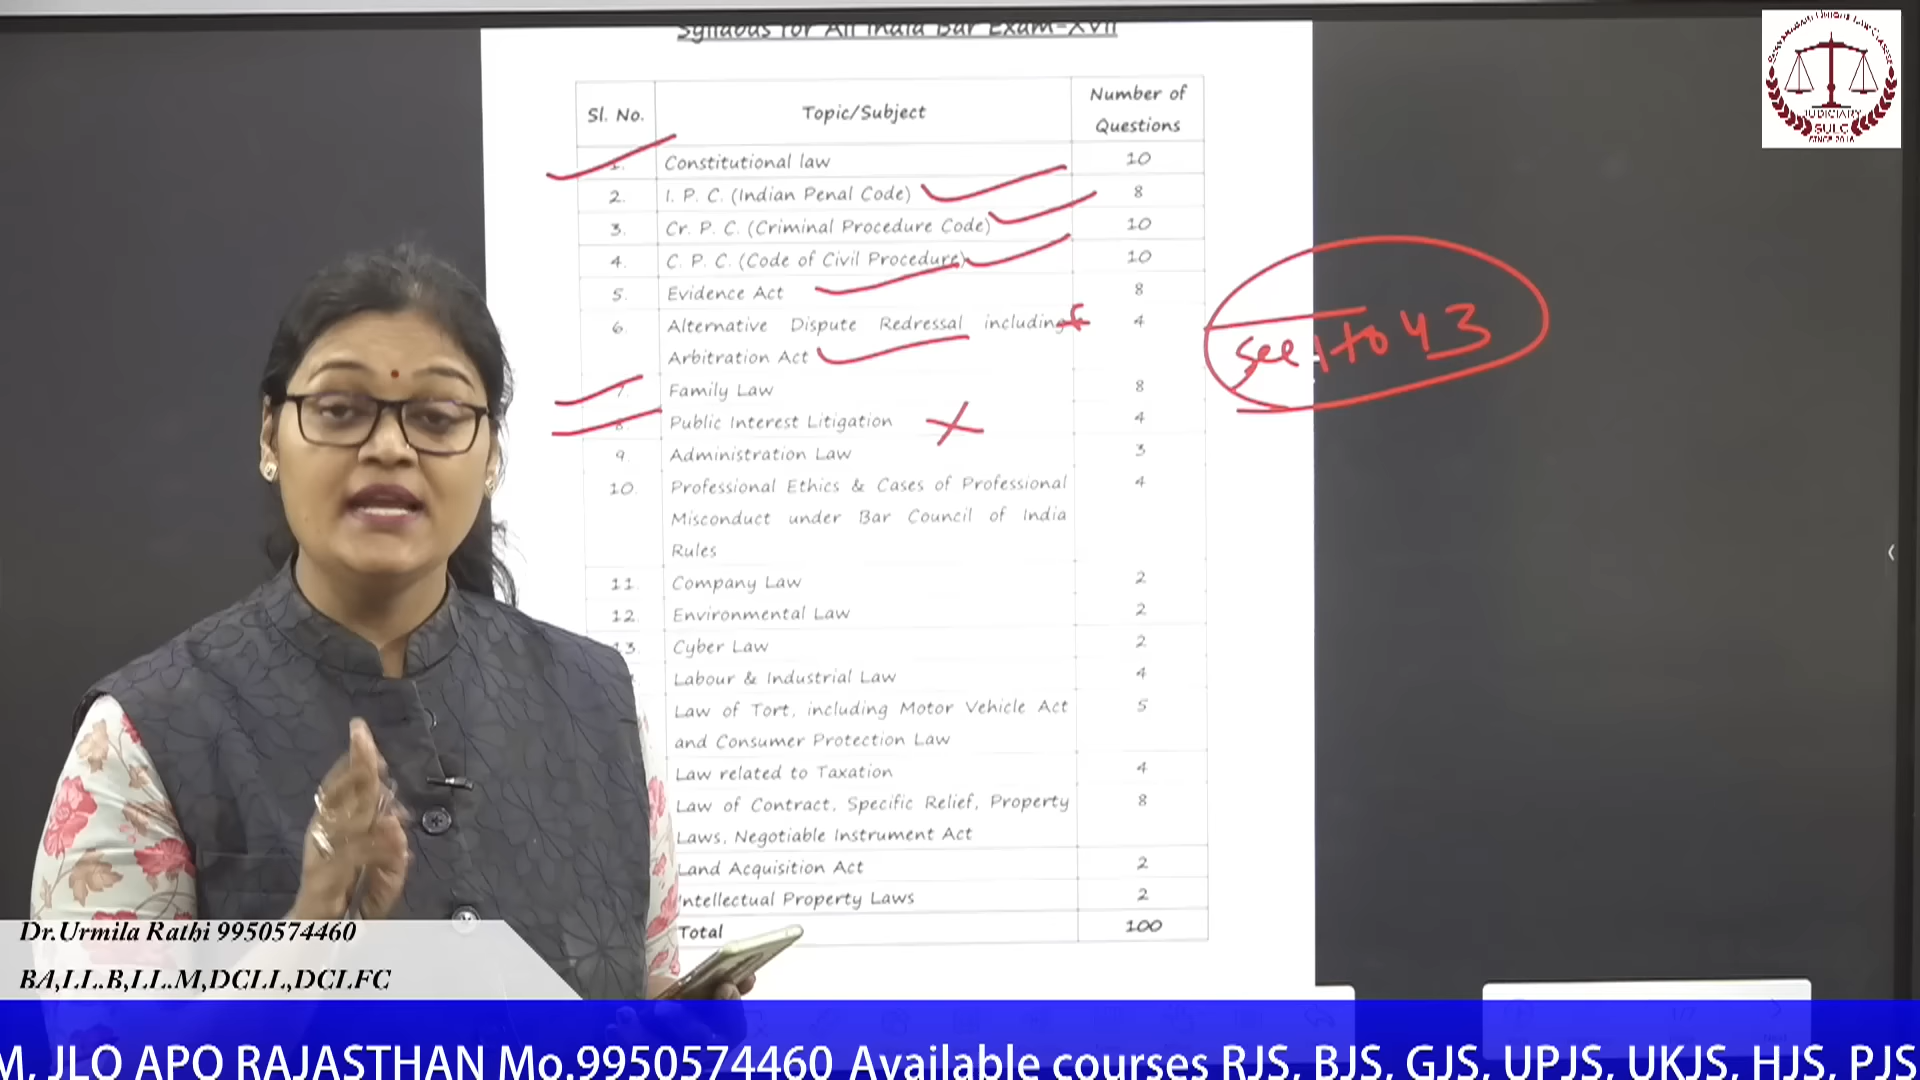 Syllabus for All India Bar Exam-XVII
Sl. No. Topic/Subject Number of Questions
1. Constitutional law 10
2. I. P. C. (Indian Penal Code) 8
3. Cr. P. C. (Criminal Procedure Code) 10
4. C. P. C. (Code of Civil Procedure) 10
5. Evidence Act 8
6. Alternative Dispute Redressal including 4
Arbitration Act
7. Family Law 8
8 Public Interest Litigation 4
9. Administration Law 3
10. Professional Ethics & Cases of Professional 4
Misconduct under Bar Council of India
Rules
11. Company Law 2
12. Environmental Law 2
13. Cyber Law 2
Labour & Industrial Law 4
Law of Tort, including Motor Vehicle Act 5
and Consumer Protection Law
Law related to Taxation 4
Law of Contract, Specific Relief, Property 8
Laws, Negotiable Instrument Act
Land Acquisition Act 2
Intellectual Property Laws 2
Total 100
see 1 to 43
JUDICIARY
SULC
SINCE 2016
Dr.Urmila Rathi 9950574460
BA,LL.B,LL.M,DCLL,DCLFC
M, JLO APO RAJASTHAN Mo.9950574460 Available courses RJS, BJS, GJS, UPJS, UKJS, HJS, PJS